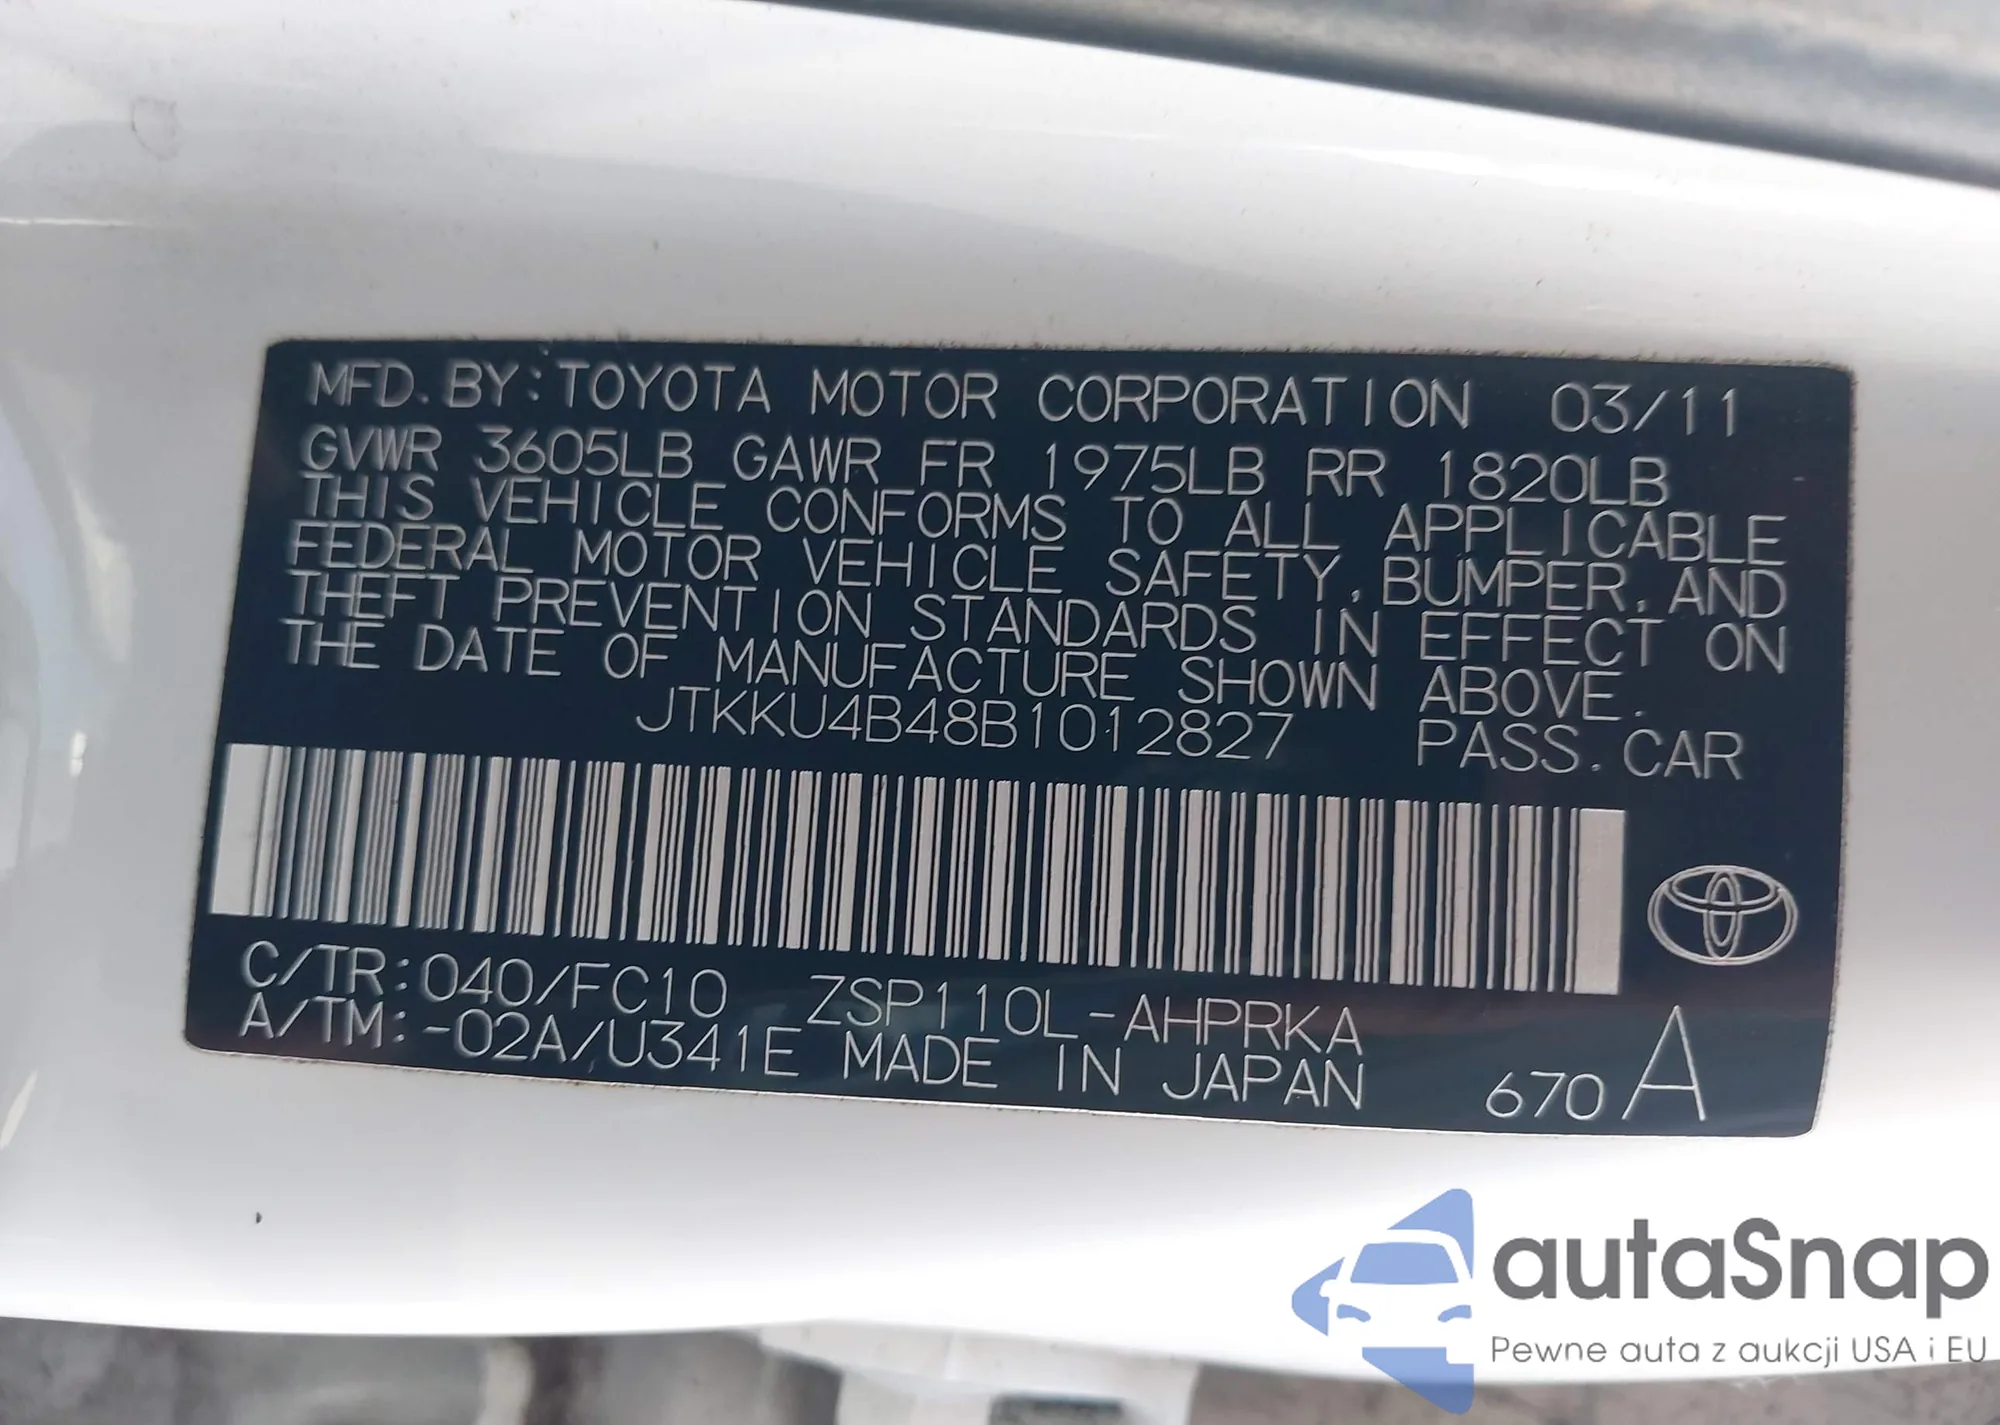 MFD. BY: TOYOTA MOTOR CORPORATION 03/11
GVWR 3605LB GAWR FR 1975LB RR 1820LB
THIS VEHICLE CONFORMS TO ALL APPLICABLE
FEDERAL MOTOR VEHICLE SAFETY, BUMPER, AND
THEFT PREVENTION STANDARDS IN EFFECT ON
THE DATE OF MANUFACTURE SHOWN ABOVE.
JTKKU4B48B1012827 PASS. CAR
C/TR: 040/FC10 ZSP110L-AHPRKA
A/TM: -02A/U341E MADE IN JAPAN 670 A
autaSnap
Pewne auta z aukcji USA i EU